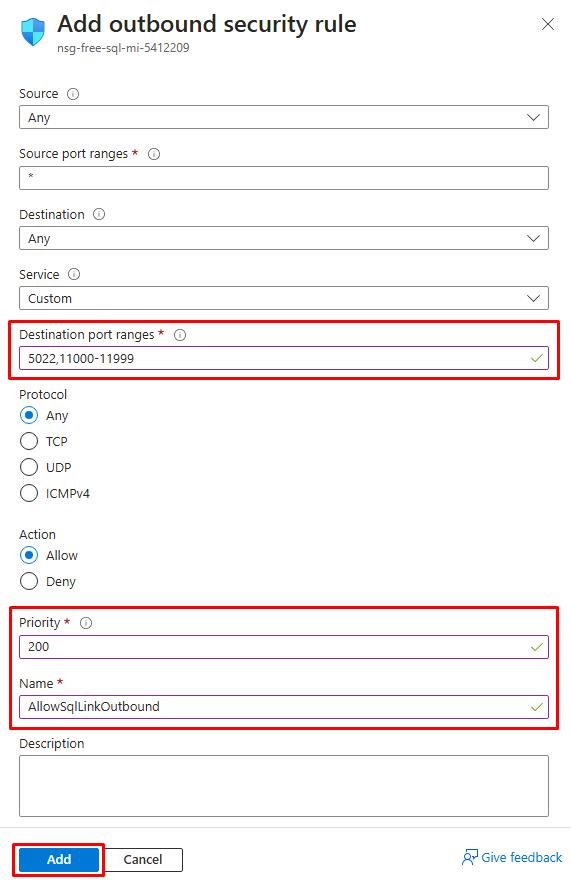 Add outbound security rule
nsg-free-sql-mi-5412209
Source
Any
Source port ranges *
*
Destination
Any
Service
Custom
Destination port ranges *
5022,11000-11999
Protocol
Any
TCP
UDP
ICMPv4
Action
Allow
Deny
Priority *
200
Name *
AllowSqlLinkOutbound
Description
Add
Cancel
Give feedback